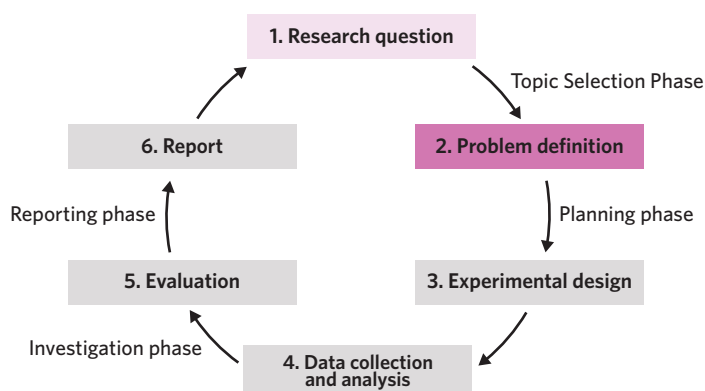 1. Research question
Topic Selection Phase
2. Problem definition
Planning phase
3. Experimental design
4. Data collection
and analysis
Investigation phase
5. Evaluation
Reporting phase
6. Report